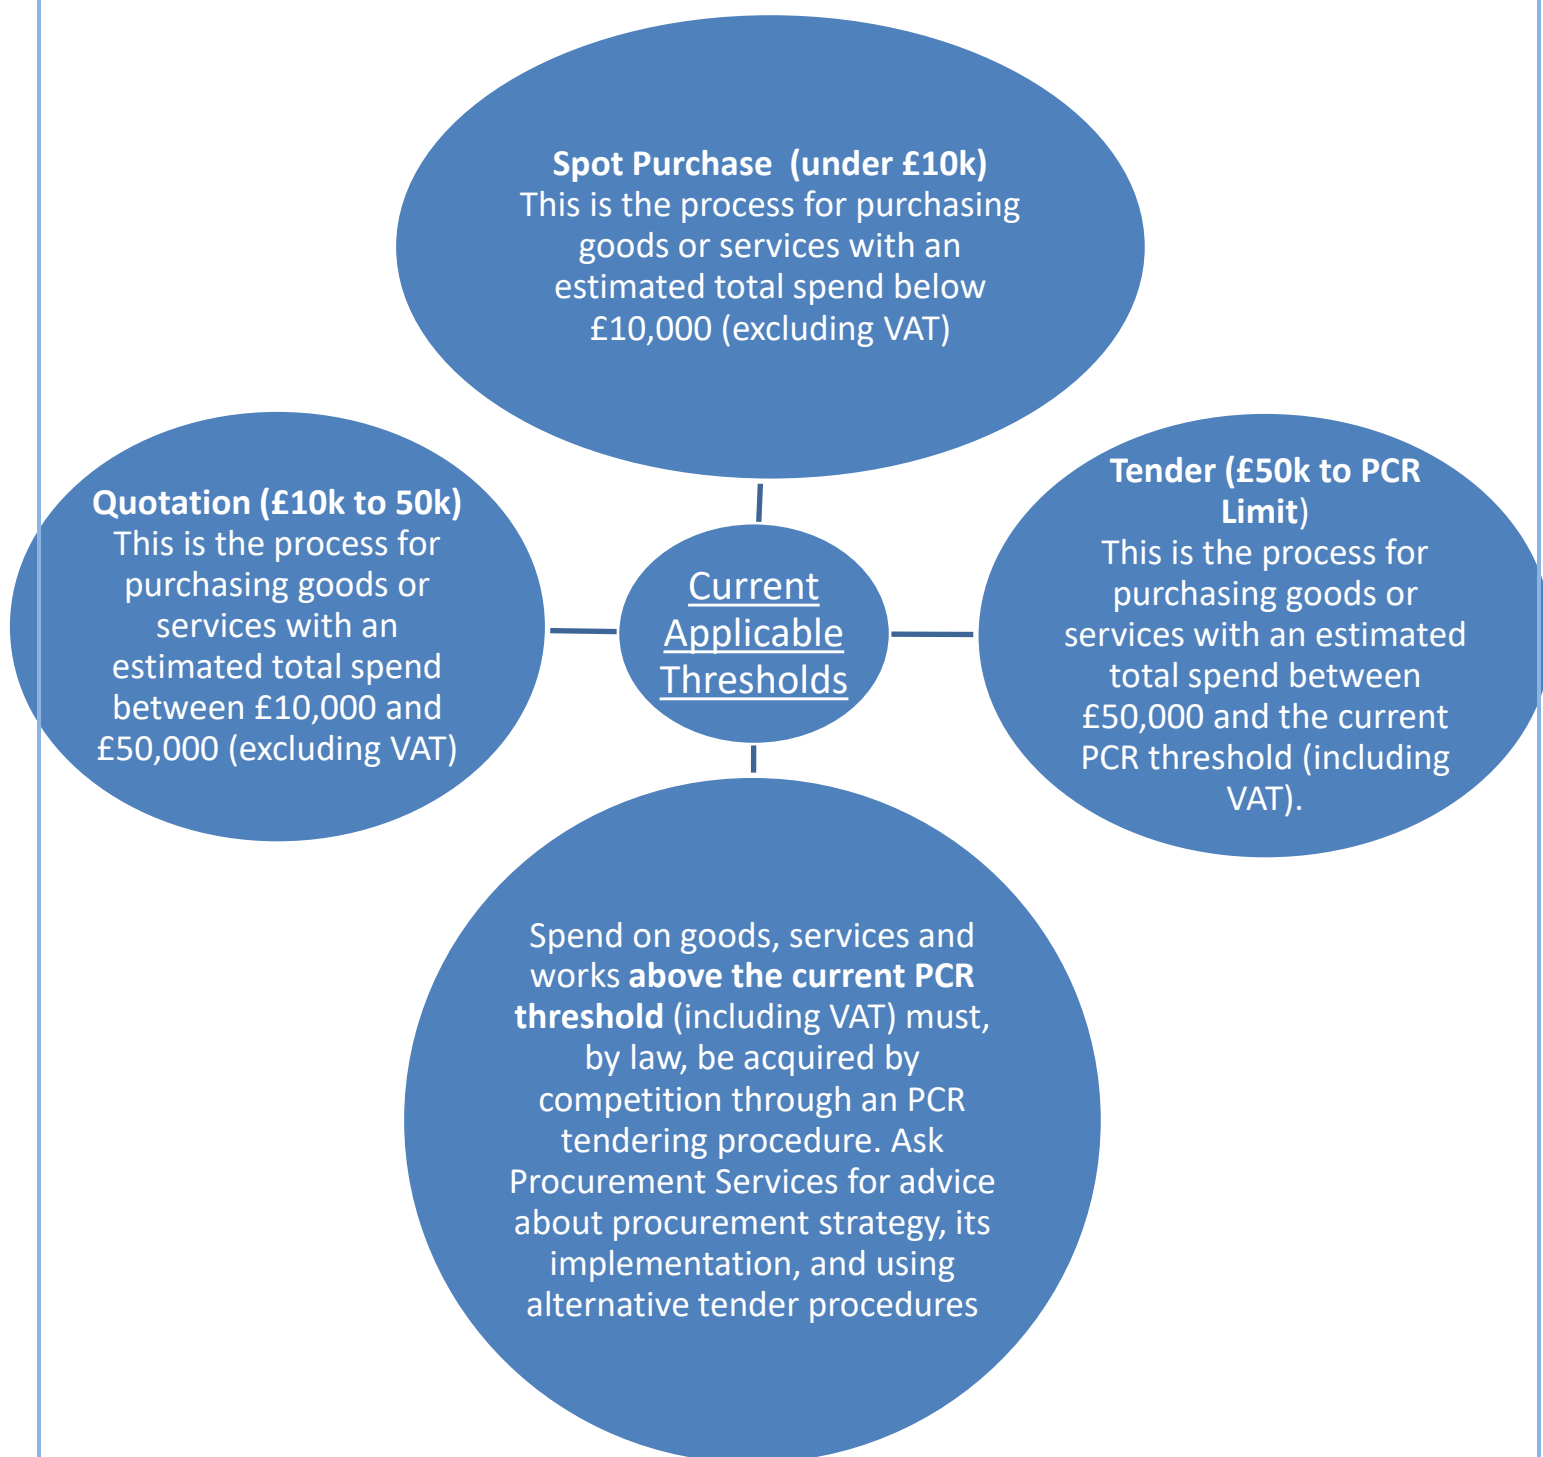 Spot Purchase  (under £10k)
This is the process for purchasing
goods or services with an
estimated total spend below
£10,000 (excluding VAT)
Quotation (£10k to 50k)
This is the process for
purchasing goods or
services with an
estimated total spend
between £10,000 and
£50,000 (excluding VAT)
Current
Applicable
Thresholds
Tender (£50k to PCR
Limit)
This is the process for
purchasing goods or
services with an estimated
total spend between
£50,000 and the current
PCR threshold (including
VAT).
Spend on goods, services and
works above the current PCR
threshold (including VAT) must,
by law, be acquired by
competition through an PCR
tendering procedure. Ask
Procurement Services for advice
about procurement strategy, its
implementation, and using
alternative tender procedures